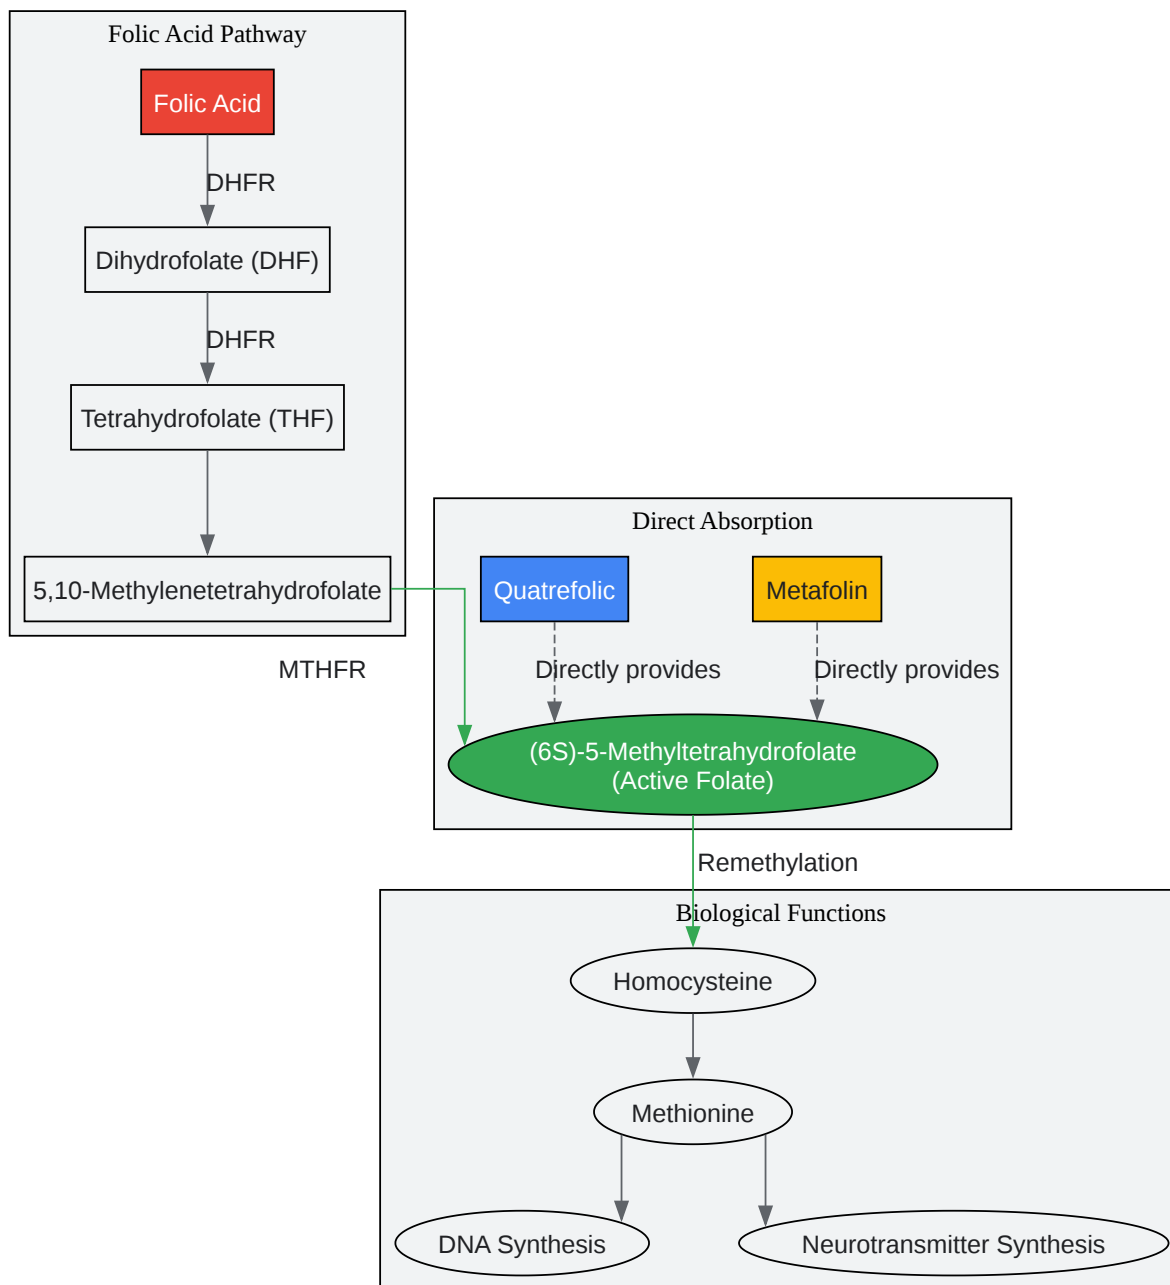 Folic Acid Pathway
Folic Acid
DHFR
Dihydrofolate (DHF)
DHFR
Tetrahydrofolate (THF)
5,10-Methylenetetrahydrofolate
MTHFR
Direct Absorption
Quatrefolic
Metafolin
Directly provides
Directly provides
(6S)-5-Methyltetrahydrofolate
(Active Folate)
Remethylation
Biological Functions
Homocysteine
Methionine
DNA Synthesis
Neurotransmitter Synthesis